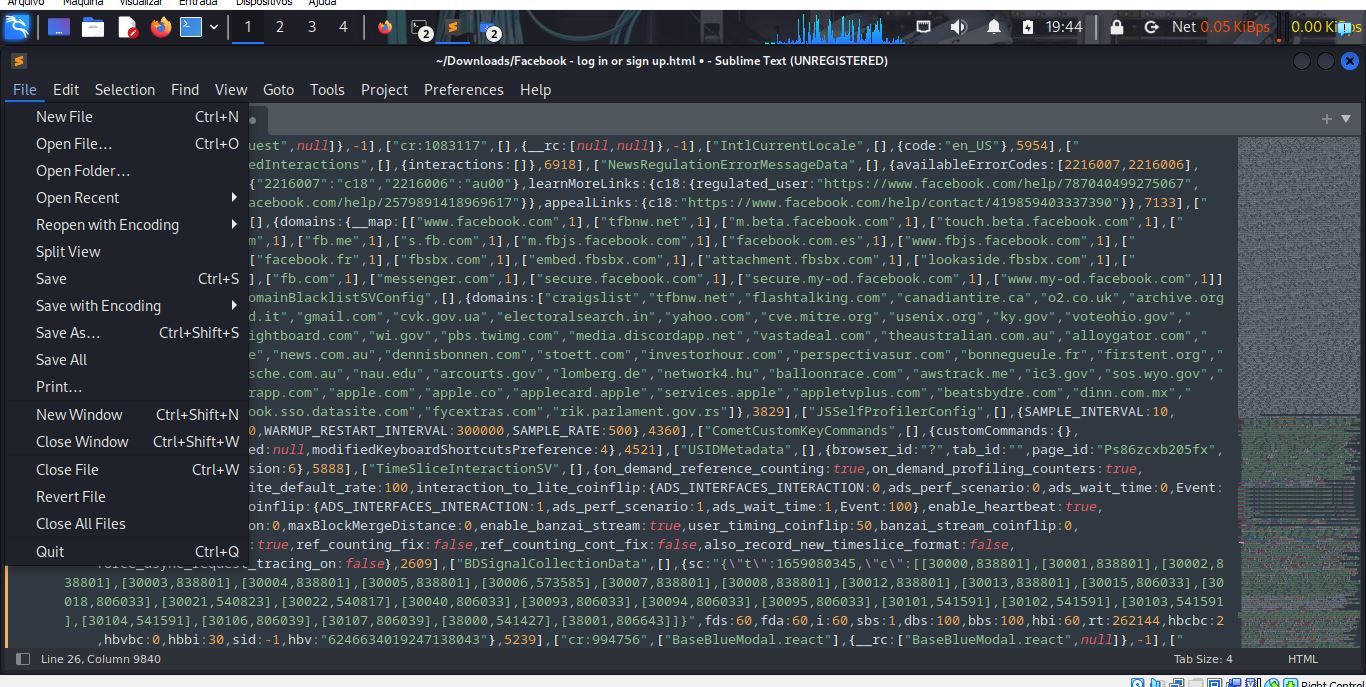 Arquivo Máquina Visualizar Entrada Dispositivos Ajuda
1 2 3 4 2 2 19:44 Net 0.05 KiBps 0.00 KiBps
~/Downloads/Facebook - log in or sign up.html • - Sublime Text (UNREGISTERED)
File Edit Selection Find View Goto Tools Project Preferences Help
New File Ctrl+N
Open File... Ctrl+O
Open Folder...
Open Recent
Reopen with Encoding
Split View
Save Ctrl+S
Save with Encoding
Save As... Ctrl+Shift+S
Save All
Print...
New Window Ctrl+Shift+N
Close Window Ctrl+Shift+W
Close File Ctrl+W
Revert File
Close All Files
Quit Ctrl+Q
uest",null]},-1],["cr:1083117",[],{__rc:[null,null]},-1],["IntlCurrentLocale",[],{code:"en_US"},5954],["
edInteractions",[],{interactions:[]},6918],["NewsRegulationErrorMessageData",[],{availableErrorCodes:[2216007,2216006],
{"2216007":"c18","2216006":"au00"},learnMoreLinks:{c18:{regulated_user:"https://www.facebook.com/help/787040499275067",
acebook.com/help/2579891418969617"}},appealLinks:{c18:"https://www.facebook.com/help/contact/419859403337390"}},7133],["
[],{domains:{__map:[["www.facebook.com",1],["tfbnw.net",1],["m.beta.facebook.com",1],["touch.beta.facebook.com",1],["
m",1],["fb.me",1],["s.fb.com",1],["m.fbjs.facebook.com",1],["facebook.com.es",1],["www.fbjs.facebook.com",1],["
["facebook.fr",1],["fbsbx.com",1],["embed.fbsbx.com",1],["attachment.fbsbx.com",1],["lookaside.fbsbx.com",1],["
],["fb.com",1],["messenger.com",1],["secure.facebook.com",1],["secure.my-od.facebook.com",1],["www.my-od.facebook.com",1]]
omainBlacklistSVConfig",[],{domains:["craigslist","tfbnw.net","flashtalking.com","canadiantire.ca","o2.co.uk","archive.org
d.it","gmail.com","cvk.gov.ua","electoralsearch.in","yahoo.com","cve.mitre.org","usenix.org","ky.gov","voteohio.gov","
ightboard.com","wi.gov","pbs.twimg.com","media.discordapp.net","vastadeal.com","theaustralian.com.au","alloygator.com","
e","news.com.au","dennisbonnen.com","stoett.com","investorhour.com","perspectivasur.com","bonnegueule.fr","firstent.org","
sche.com.au","nau.edu","arcourts.gov","lomberg.de","network4.hu","balloonrace.com","awstrack.me","ic3.gov","sos.wyo.gov","
rapp.com","apple.com","apple.co","applecard.apple","services.apple","appletvplus.com","beatsbydre.com","dinn.com.mx","
ook.sso.datasite.com","fycextras.com","rik.parlament.gov.rs"]},3829],["JSSelfProfilerConfig",[],{SAMPLE_INTERVAL:10,
0,WARMUP_RESTART_INTERVAL:300000,SAMPLE_RATE:500},4360],["CometCustomKeyCommands",[],{customCommands:{},
ed:null,modifiedKeyboardShortcutsPreference:4},4521],["USIDMetadata",[],{browser_id:"?",tab_id:"",page_id:"Ps86zcxb205fx",
sion:6},5888],["TimeSliceInteractionSV",[],{on_demand_reference_counting:true,on_demand_profiling_counters:true,
ite_default_rate:100,interaction_to_lite_coinflip:{ADS_INTERFACES_INTERACTION:0,ads_perf_scenario:0,ads_wait_time:0,Event:
oinflip:{ADS_INTERFACES_INTERACTION:1,ads_perf_scenario:1,ads_wait_time:1,Event:100},enable_heartbeat:true,
on:0,maxBlockMergeDistance:0,enable_banzai_stream:true,user_timing_coinflip:50,banzai_stream_coinflip:0,
:true,ref_counting_fix:false,ref_counting_cont_fix:false,also_record_new_timeslice_format:false,
force_async_request_tracing_on:false},2609],["BDSignalCollectionData",[],{sc:"{\"t\":1659080345,\"c\":[[30000,838801],[30001,838801],[30002,8
38801],[30003,838801],[30004,838801],[30005,838801],[30006,573585],[30007,838801],[30008,838801],[30012,838801],[30013,838801],[30015,806033],[30
018,806033],[30021,540823],[30022,540817],[30040,806033],[30093,806033],[30094,806033],[30095,806033],[30101,541591],[30102,541591],[30103,541591
],[30104,541591],[30106,806039],[30107,806039],[38000,541427],[38001,806643]]}",fds:60,fda:60,i:60,sbs:1,dbs:100,bbs:100,hbi:60,rt:262144,hbcbc:2
,hbvbc:0,hbbi:30,sid:-1,hbv:"6246634019247138043"},5239],["cr:994756",["BaseBlueModal.react"],{__rc:["BaseBlueModal.react",null]},-1],["
Line 26, Column 9840 Tab Size: 4 HTML
Right Control